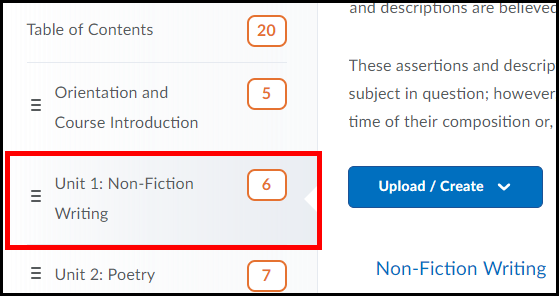 Table of Contents
20
Orientation and
Course Introduction
5
Unit 1: Non-Fiction
Writing
6
Unit 2: Poetry
7
and descriptions are believed
These assertions and descrip
subject in question; however
time of their composition or,
Upload / Create
Non-Fiction Writing